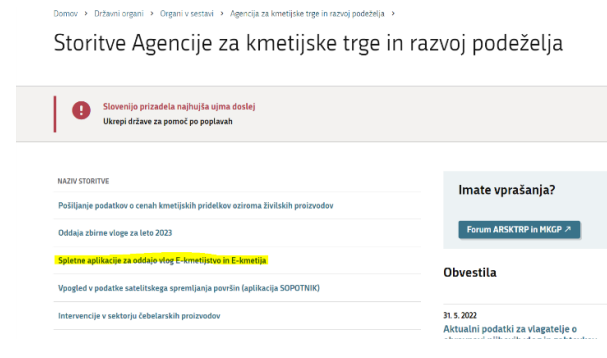 Domov > Državni organi > Organi v sestavi > Agencija za kmetijske trge in razvoj podeželja >
Storitve Agencije za kmetijske trge in razvoj podeželja
Slovenijo prizadela najhujša ujma doslej
Ukrepi države za pomoč po poplavah
NAZIV STORITVE
Pošiljanje podatkov o cenah kmetijskih pridelkov oziroma živilskih proizvodov
Oddaja zbirne vloge za leto 2023
Spletne aplikacije za oddajo vlog E-kmetijstvo in E-kmetija
Vpogled v podatke satelitskega spremljanja površin (aplikacija SOPOTNIK)
Intervencije v sektorju čebelarskih proizvodov
Imate vprašanja?
Forum ARSKTRP in MKGP ↗
Obvestila
31. 5. 2022
Aktualni podatki za vlagatelje o